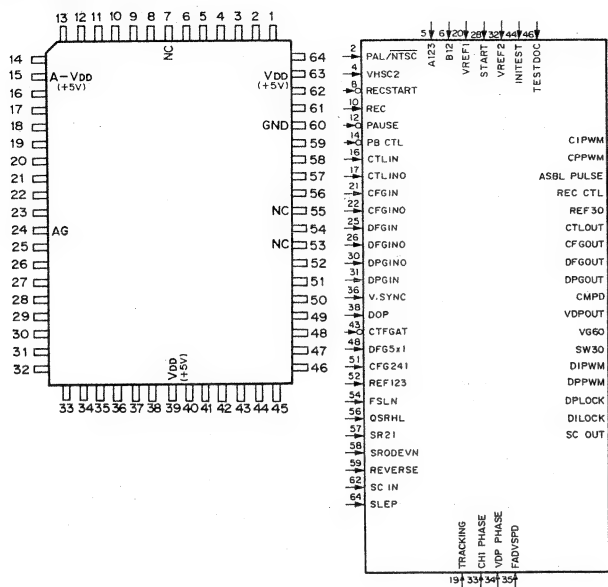 13 12 11 10 9 8 7 6 5 4 3 2 1
NC
14
15 A-VDD
(+5V)
16
17
18
19
20
21
22
23
24 AG
25
26
27
28
29
30
31
32
64
VDD 63
(+5V) 62
61
GND 60
59
58
57
56
NC 55
54
NC 53
52
51
50
49
48
47
46
VDD
(+5V)
33 34 35 36 37 38 39 40 41 42 43 44 45
5 6 20 28 32 44 46
A123
B12
VREF1
START
VREF2
INITEST
TESTDOC
2 PAL/NTSC
4 VHSC2
8 RECSTART
10 REC
12 PAUSE
14 PB CTL
16 CTLIN
17 CTLINO
21 CFGIN
22 CFGINO
25 DFGIN
26 DFGINO
30 DPGINO
31 DPGIN
36 V.SYNC
38 DOP
43 CTFGAT
48 DFG5x1
51 CFG241
52 REF123
54 FSLN
56 QSRHL
57 SR21
58 SRODEVN
59 REVERSE
62 SC IN
64 SLEP
CIPWM
CPPWM
ASBL PULSE
REC CTL
REF30
CTLOUT
CFGOUT
DFGOUT
DPGOUT
CMPD
VDPOUT
VG60
SW30
DIPWM
DPPWM
DPLOCK
DILOCK
SC OUT
TRACKING
CHI PHASE
VDP PHASE
FADVSPD
19 33 34 35